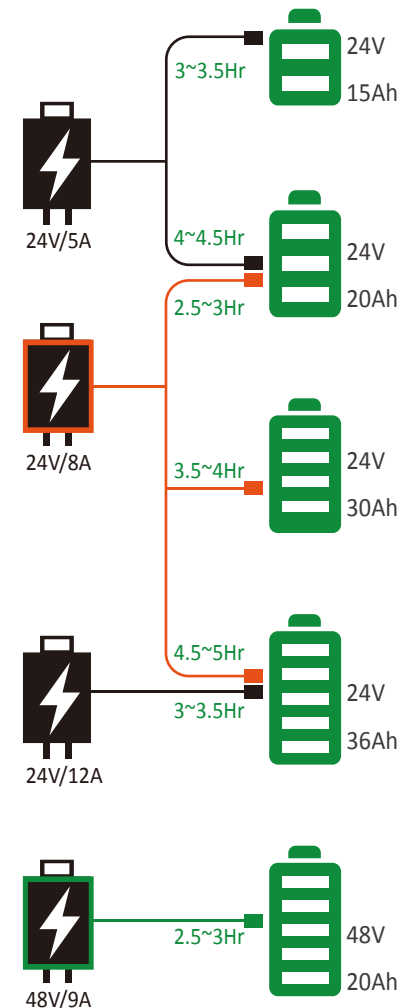 24V
3~3.5Hr
15Ah
24V/5A
4~4.5Hr
24V
20Ah
2.5~3Hr
24V/8A
24V
3.5~4Hr
30Ah
4.5~5Hr
24V
3~3.5Hr
36Ah
24V/12A
2.5~3Hr
48V
20Ah
48V/9A